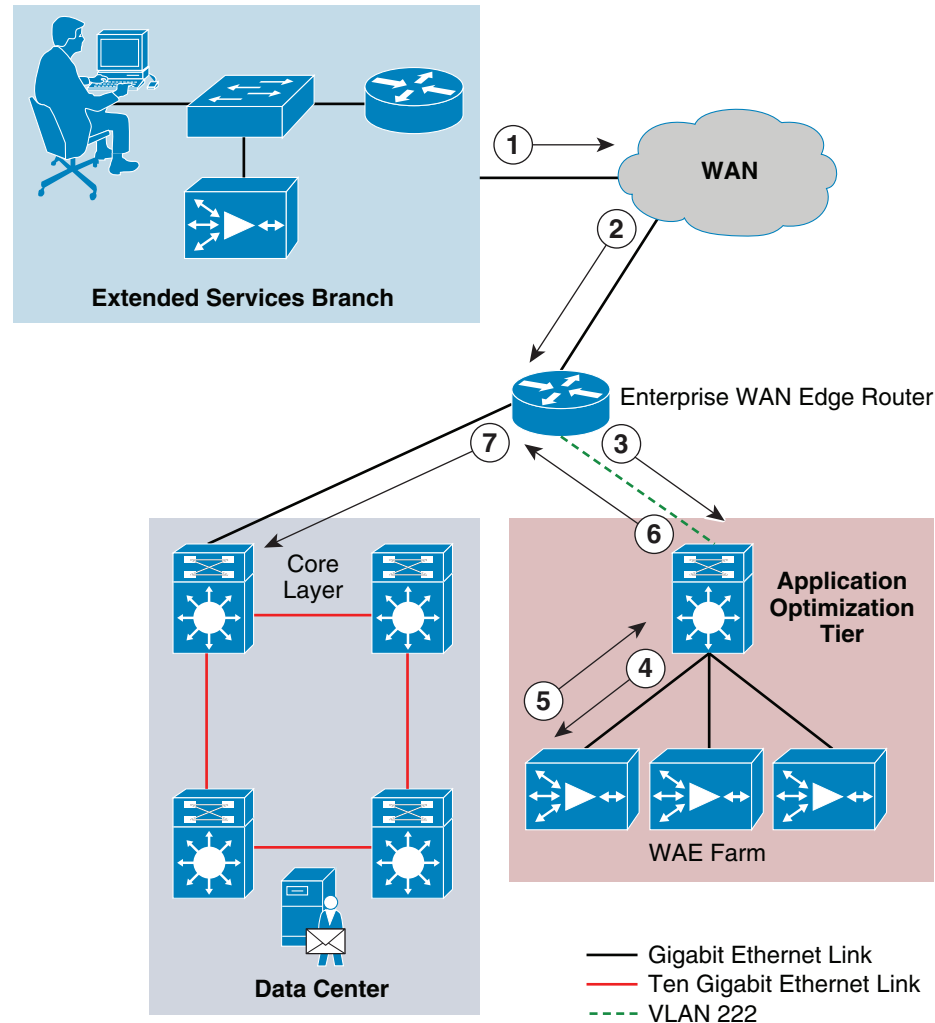 1
WAN
2
Extended Services Branch
Enterprise WAN Edge Router
3
7
6
Core
Layer
Application
Optimization
Tier
4
5
WAE Farm
Data Center
Gigabit Ethernet Link
Ten Gigabit Ethernet Link
VLAN 222